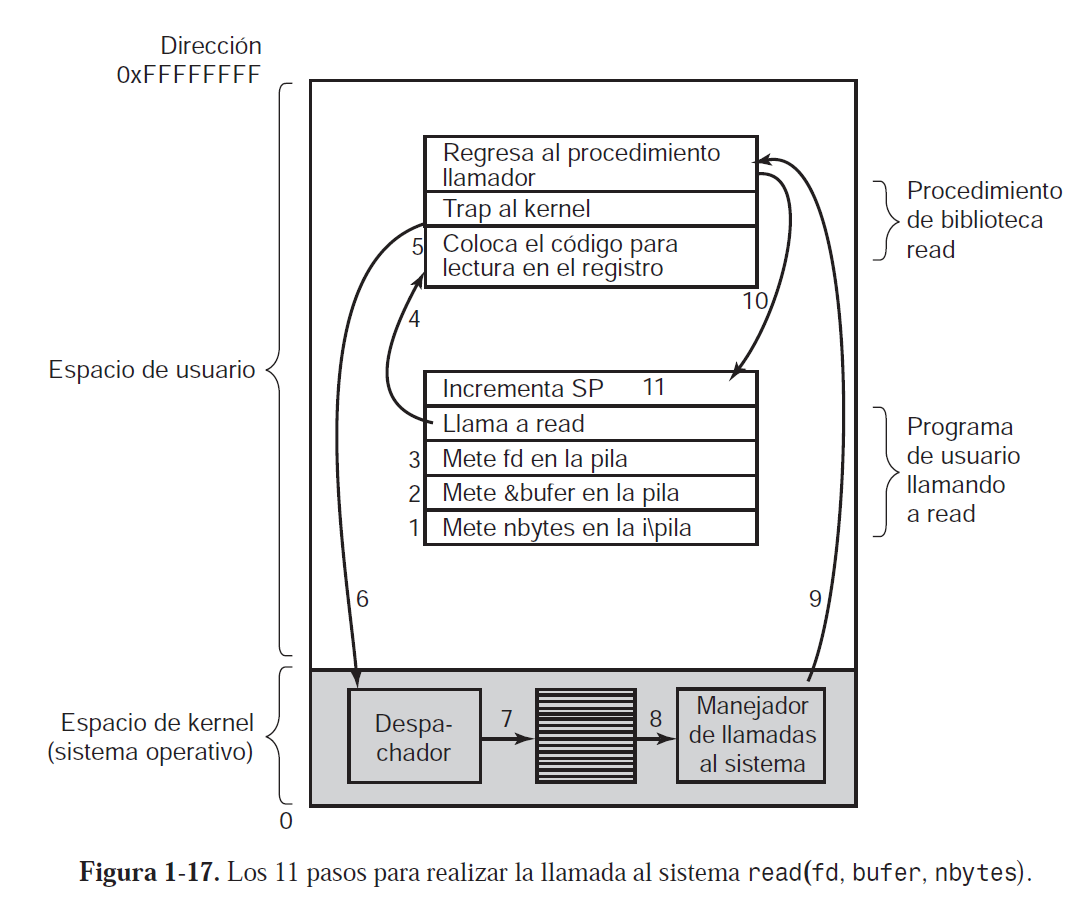 Dirección
0xFFFFFFFF
Regresa al procedimiento
llamador
Trap al kernel
5
Coloca el código para
lectura en el registro
Procedimiento
de biblioteca
read
4
10
Espacio de usuario
Incrementa SP 11
Llama a read
3 Mete fd en la pila
2 Mete &bufer en la pila
1 Mete nbytes en la i\pila
Programa
de usuario
llamando
a read
6
9
Espacio de kernel
(sistema operativo)
Despa-
chador
7
8
Manejador
de llamadas
al sistema
0
Figura 1-17. Los 11 pasos para realizar la llamada al sistema read(fd, bufer, nbytes).